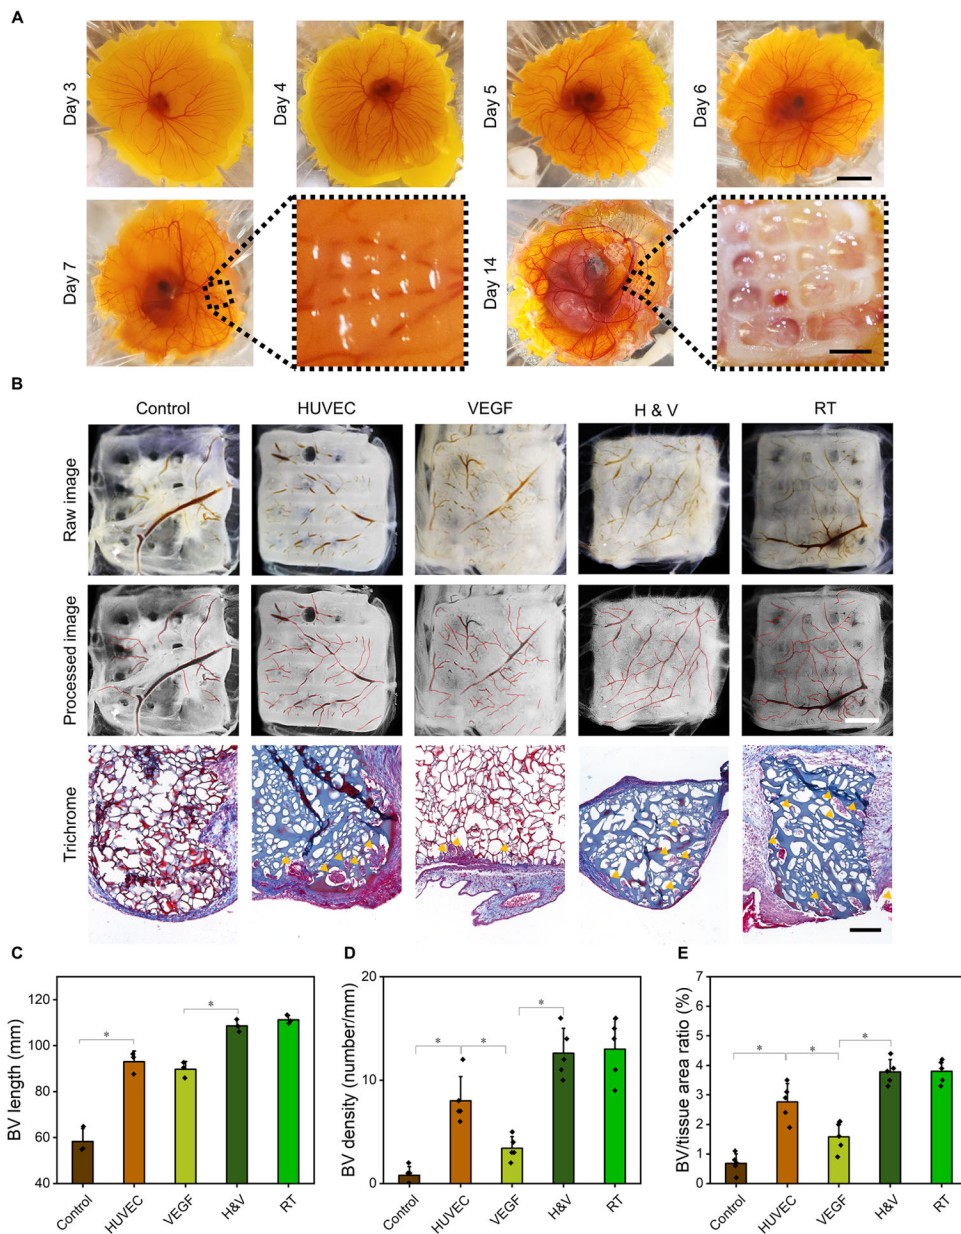 A
Day 3
Day 4
Day 5
Day 6
Day 7
Day 14
B
Control
HUVEC
VEGF
H & V
RT
Raw image
Processed image
Trichrome
C
BV length (mm)
120
100
80
60
40
*
*
Control
HUVEC
VEGF
H&V
RT
D
BV density (number/mm)
20
10
0
*
*
*
Control
HUVEC
VEGF
H&V
RT
E
BV/tissue area ratio (%)
7
6
5
4
3
2
1
0
*
*
*
Control
HUVEC
VEGF
H&V
RT